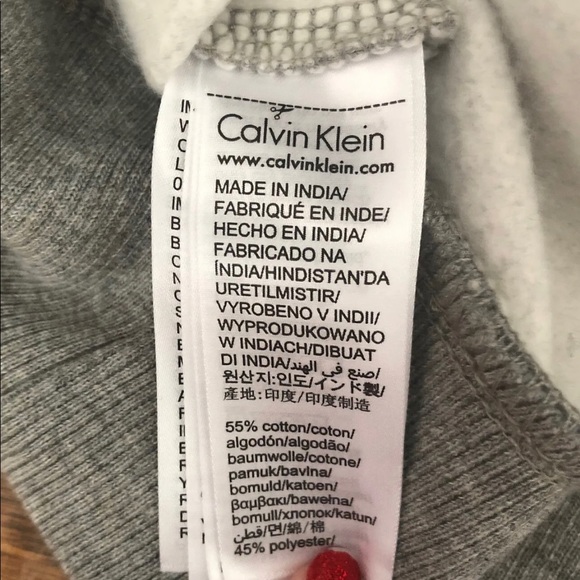 Calvin Klein
www.calvinklein.com
MADE IN INDIA/
FABRIQUÉ EN INDE/
HECHO EN INDIA/
FABRICADO NA
ÍNDIA/HINDISTAN'DA
URETILMISTIR/
VYROBENO V INDII/
WYPRODUKOWANO
W INDIACH/DIBUAT
DI INDIA/صنع في الهند/
원산지:인도/インド製/
產地:印度/印度制造
55% cotton/coton/
algodón/algodão/
baumwolle/cotone/
pamuk/bavlna/
bomuld/katoen/
βαμβακι/bawełna/
bomull/хлопок/katun/
قطن/면/綿/棉
45% polyester/